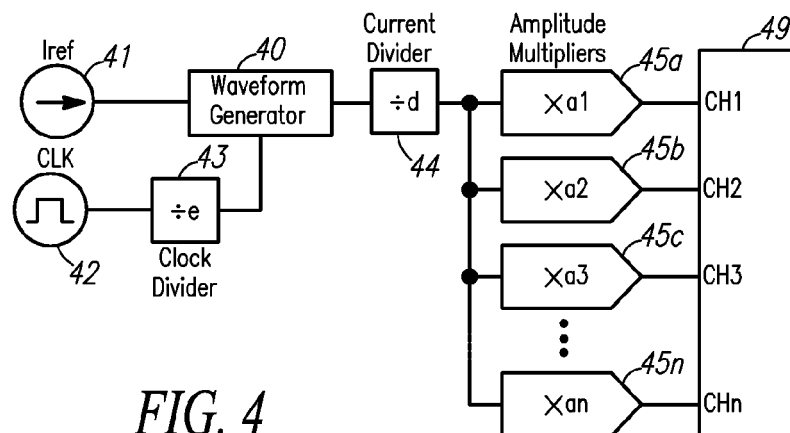 Iref
41
40
Waveform
Generator
Current
Divider
÷d
44
Amplitude
Multipliers
45a
×a1
49
CH1
CLK
42
43
÷e
Clock
Divider
45b
×a2
CH2
45c
×a3
CH3
45n
×an
CHn
FIG. 4